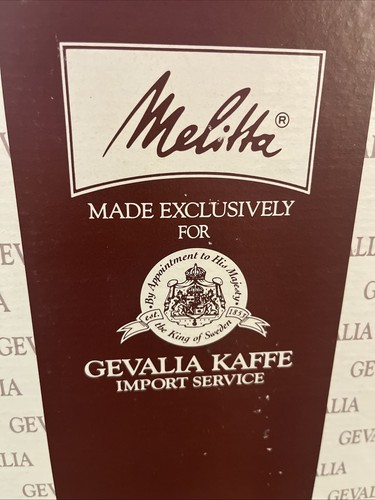 Melitta®
MADE EXCLUSIVELY
FOR
By Appointment to His Majesty
est. 1853
the King of Sweden
GEVALIA KAFFE
IMPORT SERVICE